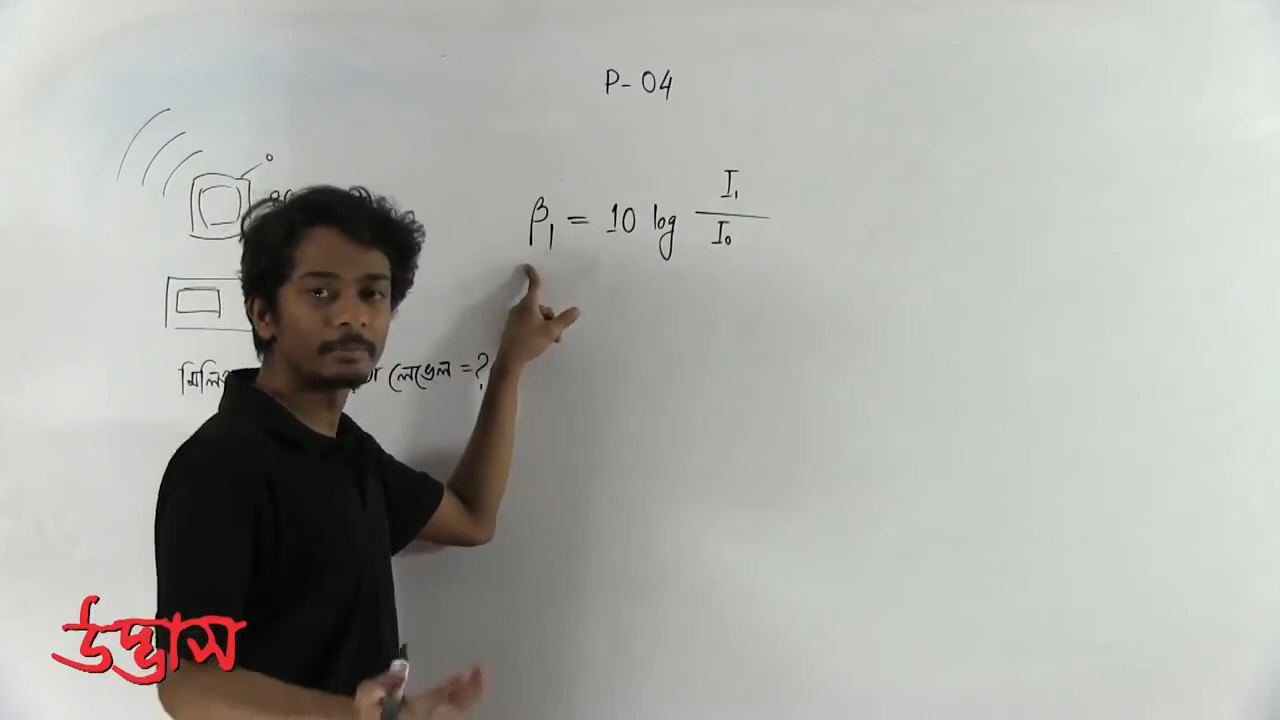 P-04
β₁ = 10 log I₁/I₀
লেভেল =?
উদ্ভাস